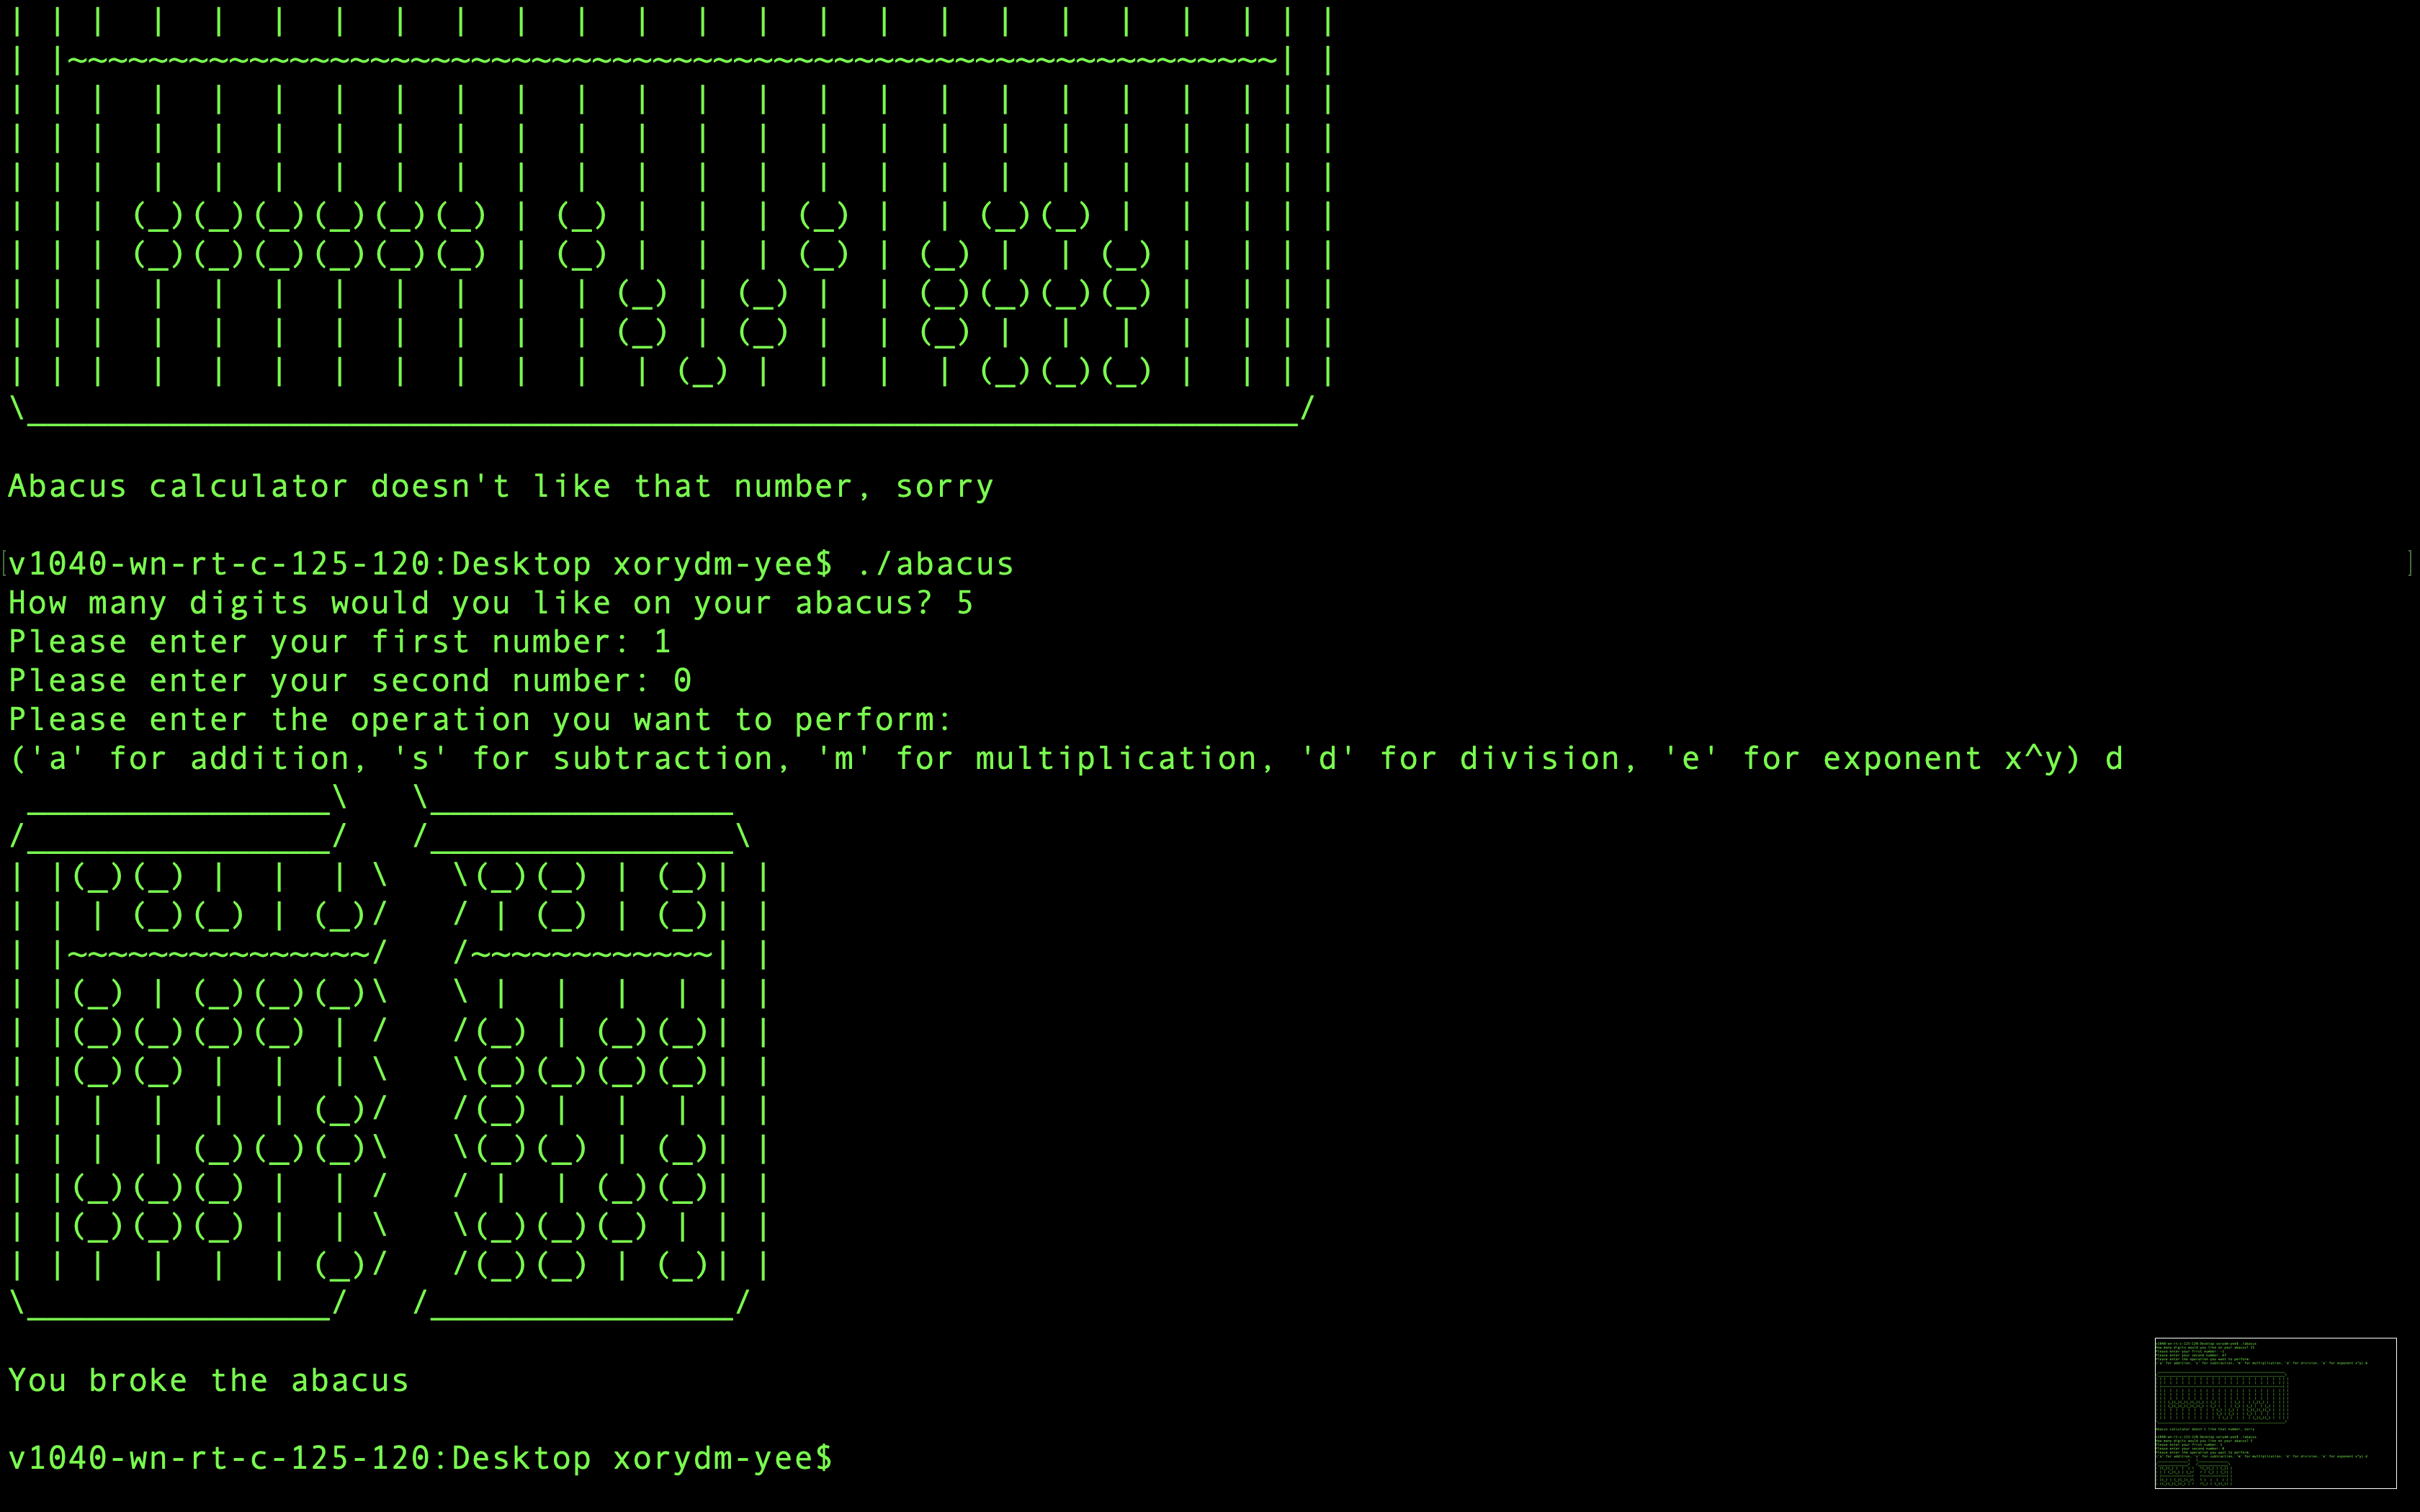 Abacus calculator doesn't like that number, sorry
v1040-wn-rt-c-125-120:Desktop xorydm-yee$ ./abacus
How many digits would you like on your abacus? 5
Please enter your first number: 1
Please enter your second number: 0
Please enter the operation you want to perform:
('a' for addition, 's' for subtraction, 'm' for multiplication, 'd' for division, 'e' for exponent x^y) d
You broke the abacus
v1040-wn-rt-c-125-120:Desktop xorydm-yee$